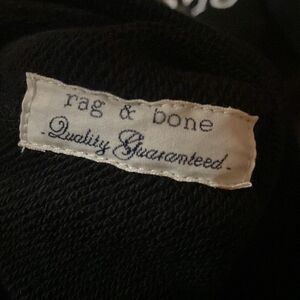 rag & bone
- Quality Guaranteed -